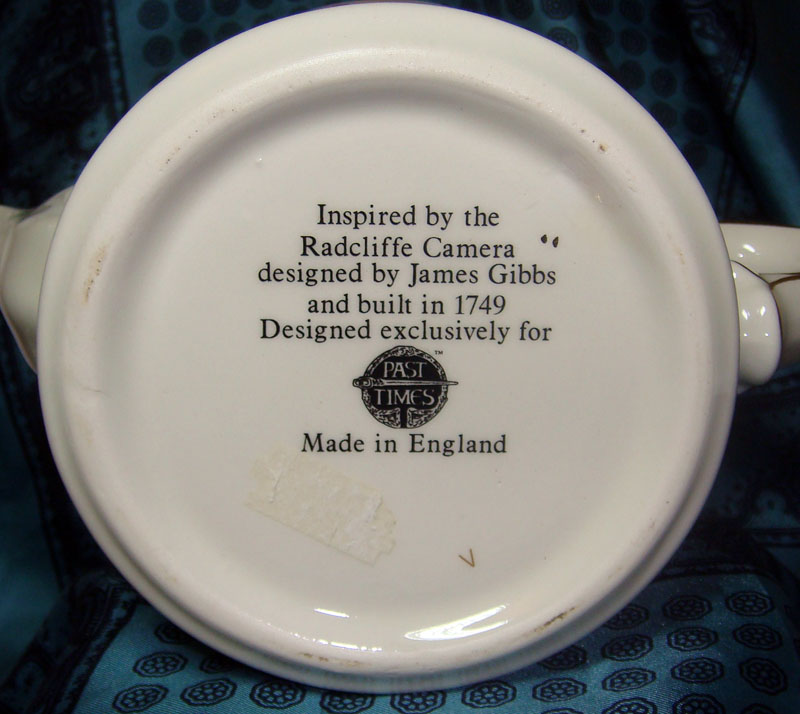 Inspired by the
Radcliffe Camera
designed by James Gibbs
and built in 1749
Designed exclusively for
PAST
TIMES
TM
Made in England
V